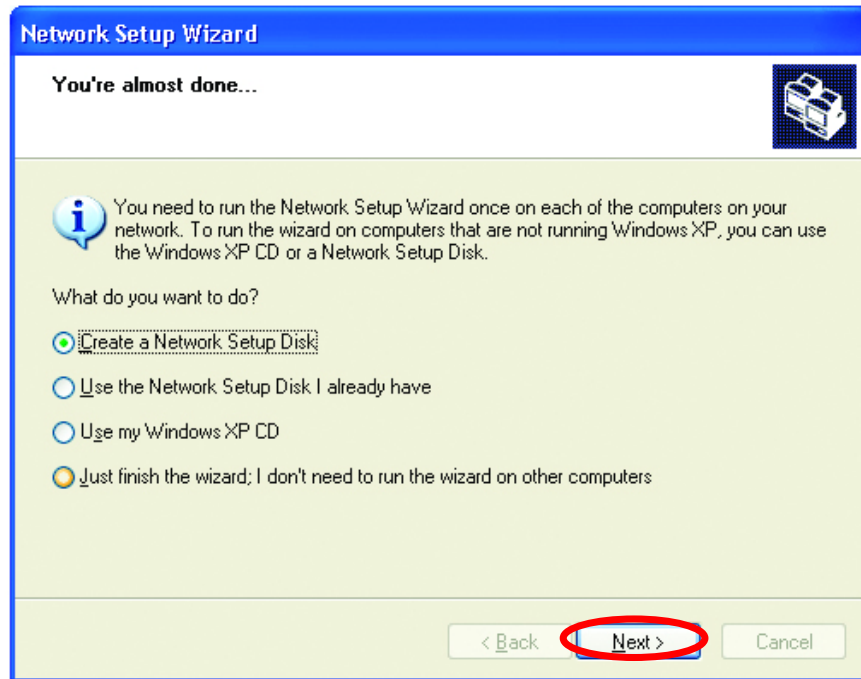 Network Setup Wizard
You're almost done...
You need to run the Network Setup Wizard once on each of the computers on your
network. To run the wizard on computers that are not running Windows XP, you can use
the Windows XP CD or a Network Setup Disk.
What do you want to do?
Create a Network Setup Disk
Use the Network Setup Disk I already have
Use my Windows XP CD
Just finish the wizard; I don't need to run the wizard on other computers
< Back
Next >
Cancel